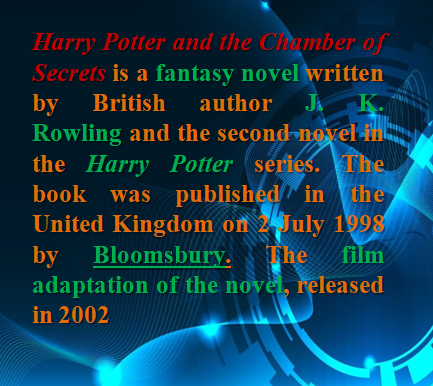 Harry Potter and the Chamber of
Secrets is a fantasy novel written
by British author J. K.
Rowling and the second novel in
the Harry Potter series. The
book was published in the
United Kingdom on 2 July 1998
by Bloomsbury. The film
adaptation of the novel, released
in 2002